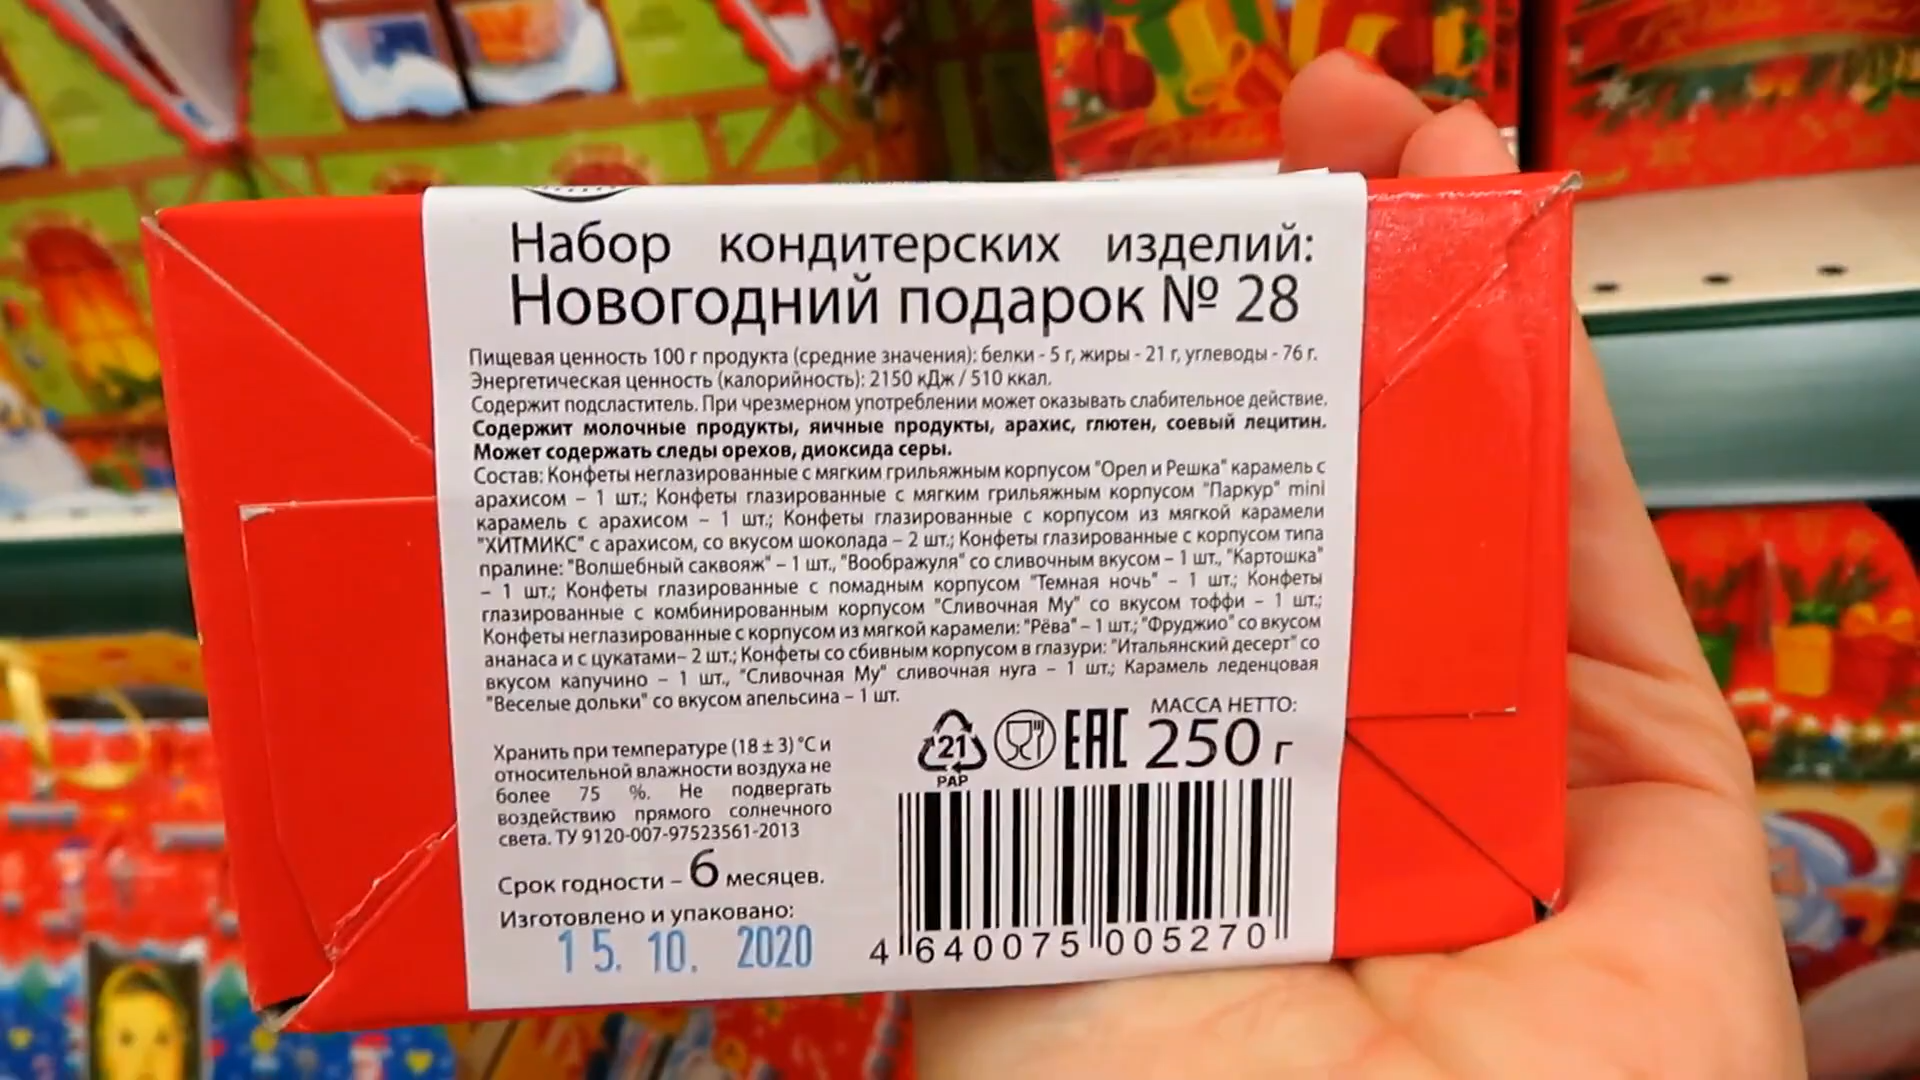 Набор кондитерских изделий:
Новогодний подарок № 28
Пищевая ценность 100 г продукта (средние значения): белки - 5 г, жиры - 21 г, углеводы - 76 г.
Энергетическая ценность (калорийность): 2150 кДж / 510 ккал.
Содержит подсластитель. При чрезмерном употреблении может оказывать слабительное действие.
Содержит молочные продукты, яичные продукты, арахис, глютен, соевый лецитин.
Может содержать следы орехов, диоксида серы.
Состав: Конфеты неглазированные с мягким грильяжным корпусом "Орел и Решка" карамель с
арахисом – 1 шт.; Конфеты глазированные с мягким грильяжным корпусом "Паркур" mini
карамель с арахисом – 1 шт.; Конфеты глазированные с корпусом из мягкой карамели
"ХИТМИКС" с арахисом, со вкусом шоколада – 2 шт.; Конфеты глазированные с корпусом типа
пралине: "Волшебный саквояж" – 1 шт., "Воображуля" со сливочным вкусом – 1 шт., "Картошка"
– 1 шт.; Конфеты глазированные с помадным корпусом "Темная ночь" – 1 шт.; Конфеты
глазированные с комбинированным корпусом "Сливочная Му" со вкусом тоффи – 1 шт.;
Конфеты неглазированные с корпусом из мягкой карамели: "Рёва" – 1 шт.; "Фруджио" со вкусом
ананаса и с цукатами– 2 шт.; Конфеты со сбивным корпусом в глазури: "Итальянский десерт" со
вкусом капучино – 1 шт., "Сливочная Му" сливочная нуга – 1 шт.; Карамель леденцовая
"Веселые дольки" со вкусом апельсина – 1 шт.
Хранить при температуре (18 ± 3) °С и
относительной влажности воздуха не
более 75 %. Не подвергать
воздействию прямого солнечного
света. ТУ 9120-007-97523561-2013
Срок годности – 6 месяцев.
Изготовлено и упаковано:
15. 10. 2020
21
PAP
EAC
МАССА НЕТТО:
250 г
4 640075 005270